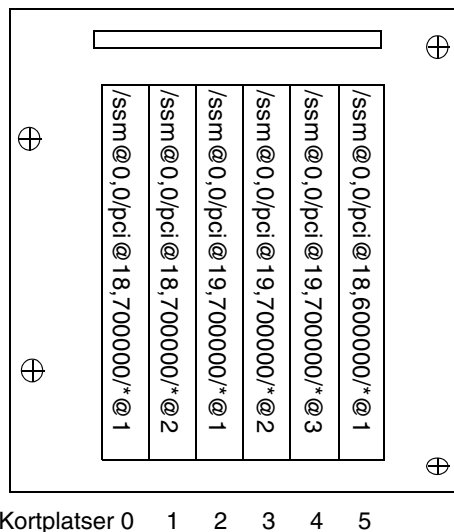 /ssm@0,0/pci@18,700000/*@1
/ssm@0,0/pci@18,700000/*@2
/ssm@0,0/pci@19,700000/*@1
/ssm@0,0/pci@19,700000/*@2
/ssm@0,0/pci@19,700000/*@3
/ssm@0,0/pci@18,600000/*@1
Kortplatser 0 1 2 3 4 5